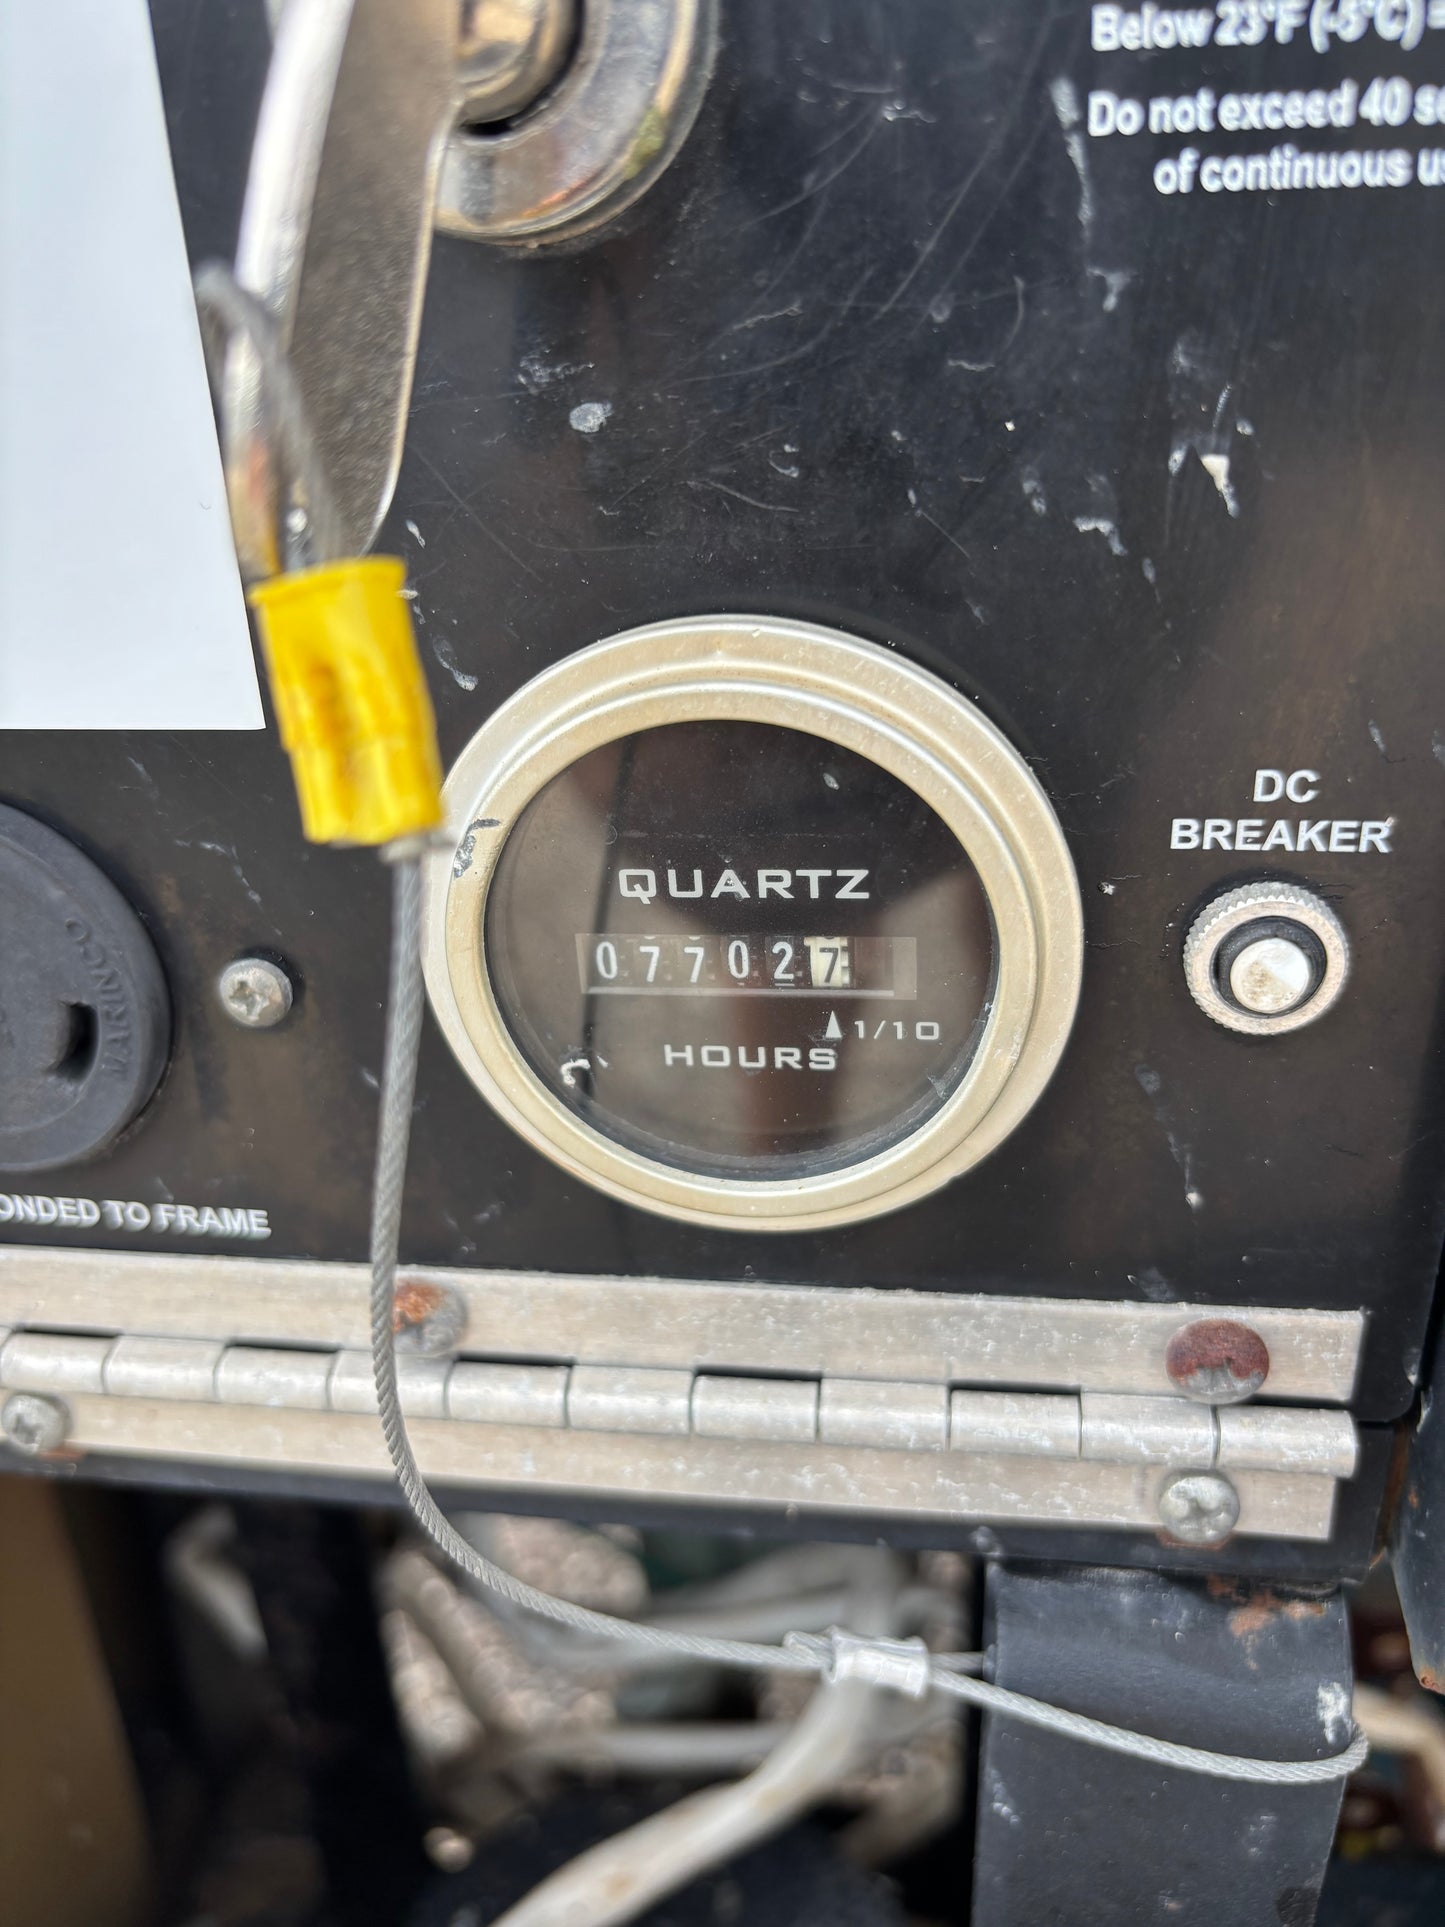 Below 23°F (-5°C) =
Do not exceed 40 se
of continuous us
DC
BREAKER
QUARTZ
077027
1/10
HOURS
ONDED TO FRAME